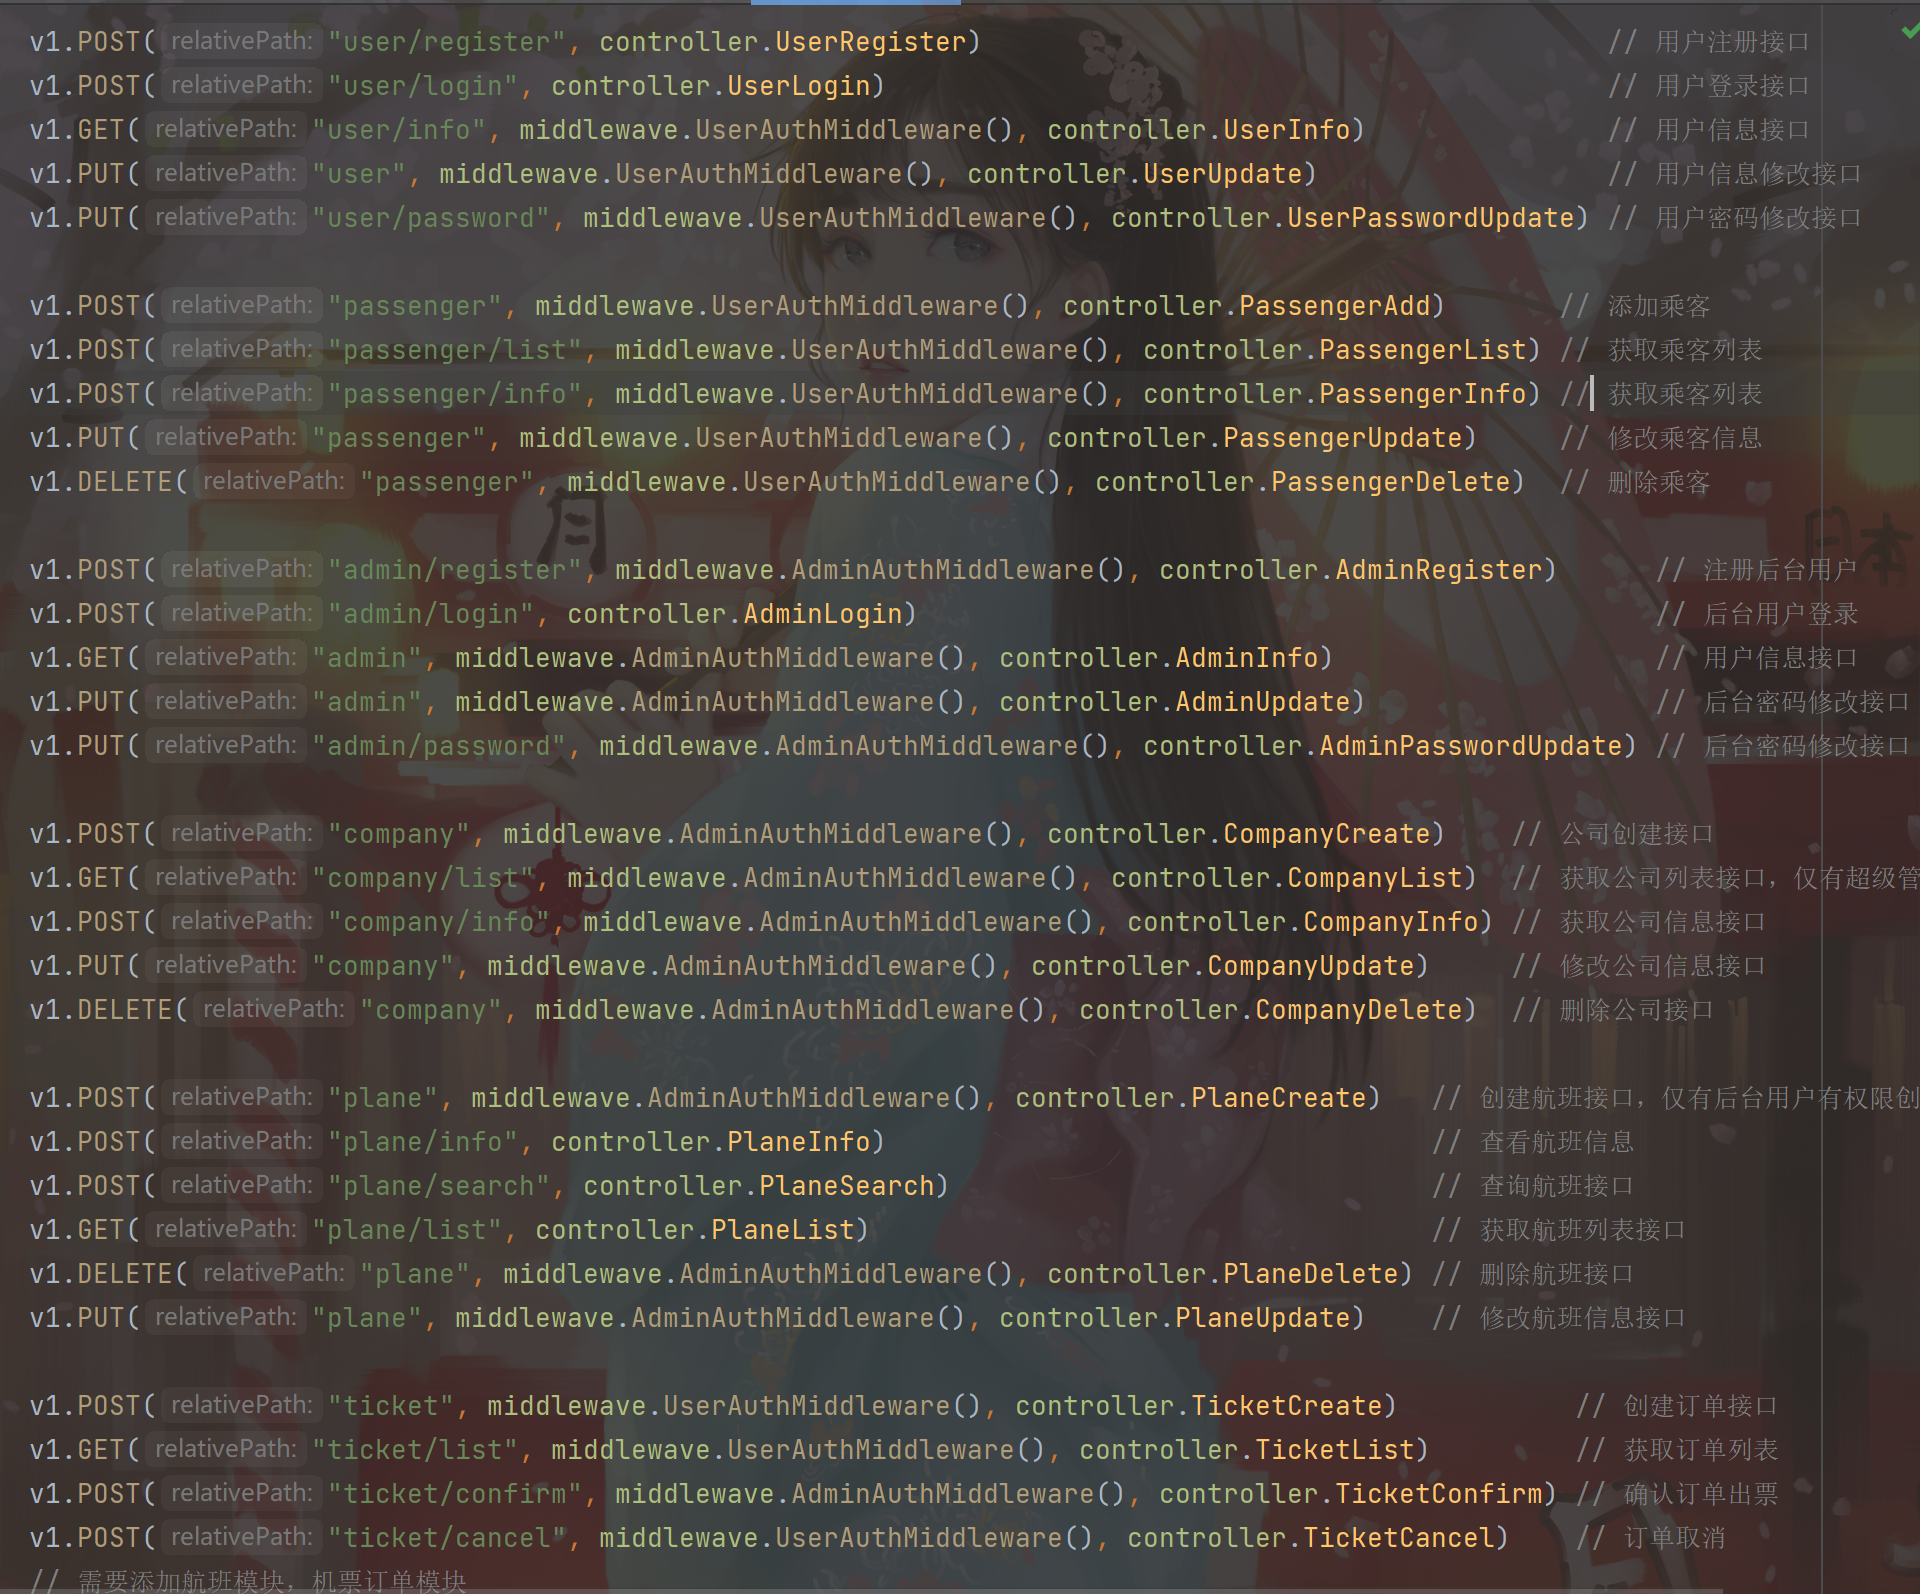 v1.POST( relativePath: "user/register", controller.UserRegister) // 用户注册接口
v1.POST( relativePath: "user/login", controller.UserLogin) // 用户登录接口
v1.GET( relativePath: "user/info", middlewave.UserAuthMiddleware(), controller.UserInfo) // 用户信息接口
v1.PUT( relativePath: "user", middlewave.UserAuthMiddleware(), controller.UserUpdate) // 用户信息修改接口
v1.PUT( relativePath: "user/password", middlewave.UserAuthMiddleware(), controller.UserPasswordUpdate) // 用户密码修改接口
v1.POST( relativePath: "passenger", middlewave.UserAuthMiddleware(), controller.PassengerAdd) // 添加乘客
v1.POST( relativePath: "passenger/list", middlewave.UserAuthMiddleware(), controller.PassengerList) // 获取乘客列表
v1.POST( relativePath: "passenger/info", middlewave.UserAuthMiddleware(), controller.PassengerInfo) // 获取乘客列表
v1.PUT( relativePath: "passenger", middlewave.UserAuthMiddleware(), controller.PassengerUpdate) // 修改乘客信息
v1.DELETE( relativePath: "passenger", middlewave.UserAuthMiddleware(), controller.PassengerDelete) // 删除乘客
v1.POST( relativePath: "admin/register", middlewave.AdminAuthMiddleware(), controller.AdminRegister) // 注册后台用户
v1.POST( relativePath: "admin/login", controller.AdminLogin) // 后台用户登录
v1.GET( relativePath: "admin", middlewave.AdminAuthMiddleware(), controller.AdminInfo) // 用户信息接口
v1.PUT( relativePath: "admin", middlewave.AdminAuthMiddleware(), controller.AdminUpdate) // 后台密码修改接口
v1.PUT( relativePath: "admin/password", middlewave.AdminAuthMiddleware(), controller.AdminPasswordUpdate) // 后台密码修改接口
v1.POST( relativePath: "company", middlewave.AdminAuthMiddleware(), controller.CompanyCreate) // 公司创建接口
v1.GET( relativePath: "company/list", middlewave.AdminAuthMiddleware(), controller.CompanyList) // 获取公司列表接口，仅有超级管
v1.POST( relativePath: "company/info", middlewave.AdminAuthMiddleware(), controller.CompanyInfo) // 获取公司信息接口
v1.PUT( relativePath: "company", middlewave.AdminAuthMiddleware(), controller.CompanyUpdate) // 修改公司信息接口
v1.DELETE( relativePath: "company", middlewave.AdminAuthMiddleware(), controller.CompanyDelete) // 删除公司接口
v1.POST( relativePath: "plane", middlewave.AdminAuthMiddleware(), controller.PlaneCreate) // 创建航班接口，仅有后台用户有权限创
v1.POST( relativePath: "plane/info", controller.PlaneInfo) // 查看航班信息
v1.POST( relativePath: "plane/search", controller.PlaneSearch) // 查询航班接口
v1.GET( relativePath: "plane/list", controller.PlaneList) // 获取航班列表接口
v1.DELETE( relativePath: "plane", middlewave.AdminAuthMiddleware(), controller.PlaneDelete) // 删除航班接口
v1.PUT( relativePath: "plane", middlewave.AdminAuthMiddleware(), controller.PlaneUpdate) // 修改航班信息接口
v1.POST( relativePath: "ticket", middlewave.UserAuthMiddleware(), controller.TicketCreate) // 创建订单接口
v1.GET( relativePath: "ticket/list", middlewave.UserAuthMiddleware(), controller.TicketList) // 获取订单列表
v1.POST( relativePath: "ticket/confirm", middlewave.AdminAuthMiddleware(), controller.TicketConfirm) // 确认订单出票
v1.POST( relativePath: "ticket/cancel", middlewave.UserAuthMiddleware(), controller.TicketCancel) // 订单取消
// 需要添加航班模块，机票订单模块